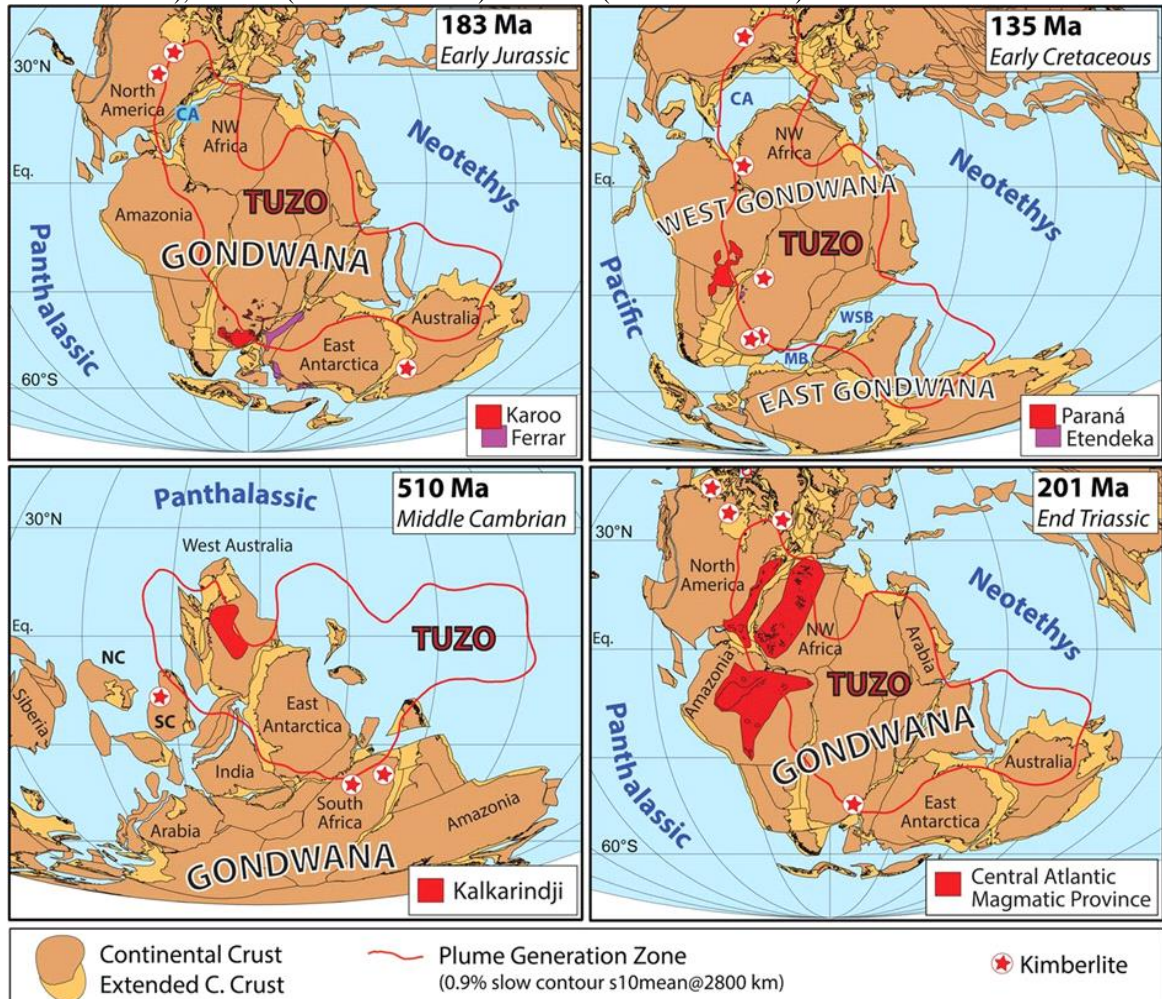 183 Ma
Early Jurassic
30°N
North
America
CA
NW
Africa
Neotethys
Eq.
TUZO
Amazonia
GONDWANA
Panthalassic
Australia
East
Antarctica
60°S
Karoo
Ferrar
135 Ma
Early Cretaceous
CA
NW
Africa
Neotethys
Eq.
WEST GONDWANA
TUZO
Pacific
WSB
MB
EAST GONDWANA
Paraná
Etendeka
Panthalassic
510 Ma
Middle Cambrian
30°N
West Australia
Eq.
TUZO
NC
Siberia
SC
East
Antarctica
India
South
Africa
Arabia
Amazonia
GONDWANA
Kalkarindji
201 Ma
End Triassic
30°N
North
America
Neotethys
Eq.
NW
Africa
Arabia
Amazonia
TUZO
GONDWANA
Panthalassic
Australia
East
Antarctica
60°S
Central Atlantic
Magmatic Province
Continental Crust
Extended C. Crust
Plume Generation Zone
(0.9% slow contour s10mean@2800 km)
Kimberlite